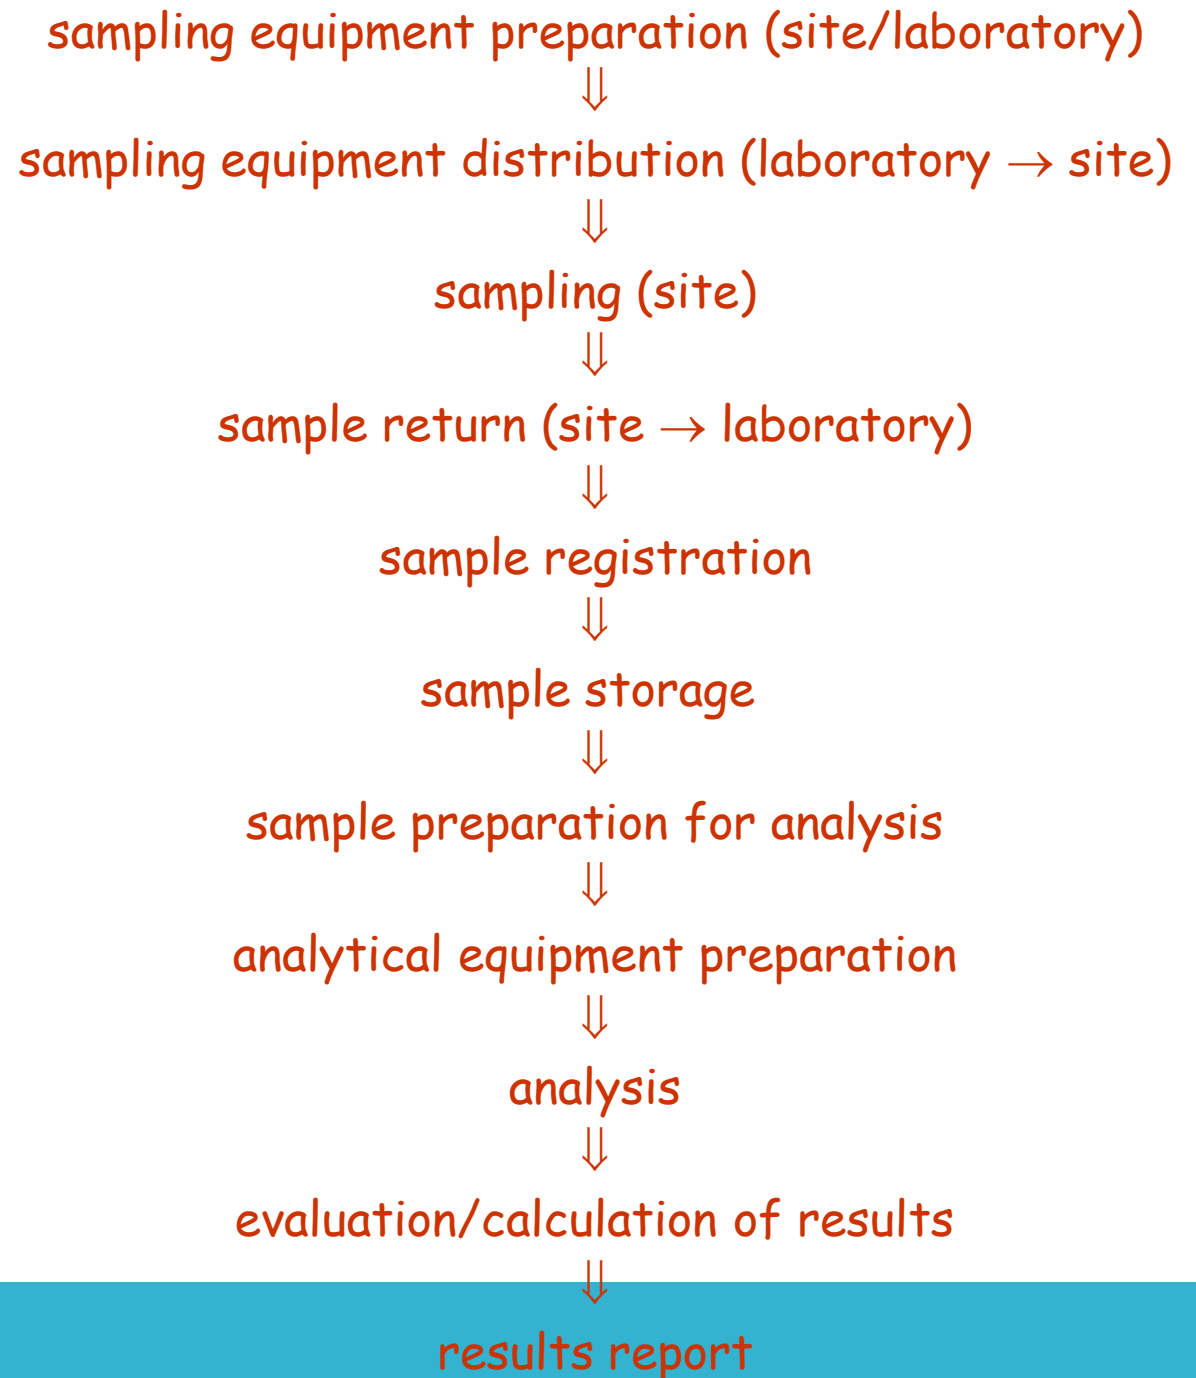 sampling equipment preparation (site/laboratory)
⇓
sampling equipment distribution (laboratory → site)
⇓
sampling (site)
⇓
sample return (site → laboratory)
⇓
sample registration
⇓
sample storage
⇓
sample preparation for analysis
⇓
analytical equipment preparation
⇓
analysis
⇓
evaluation/calculation of results
⇓
results report